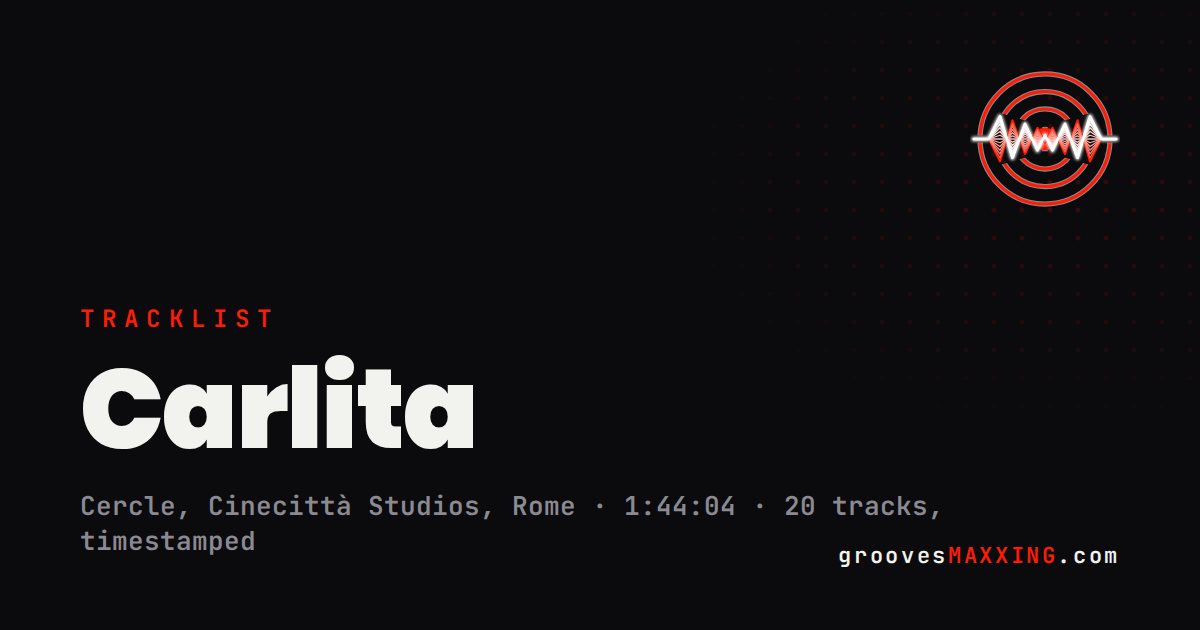 TRACKLIST
Carlita
Cercle, Cinecittà Studios, Rome · 1:44:04 · 20 tracks,
timestamped
groovesMAXXING.com